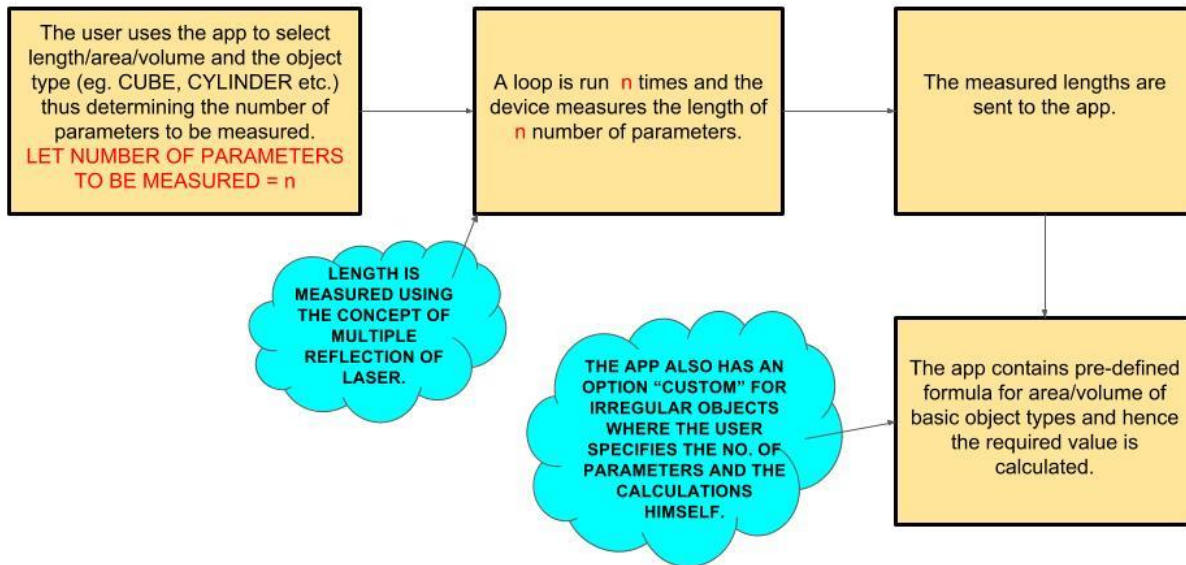 The user uses the app to select
length/area/volume and the object
type (eg. CUBE, CYLINDER etc.)
thus determining the number of
parameters to be measured.
LET NUMBER OF PARAMETERS
TO BE MEASURED = n
A loop is run n times and the
device measures the length of
n number of parameters.
The measured lengths are
sent to the app.
LENGTH IS
MEASURED USING
THE CONCEPT OF
MULTIPLE
REFLECTION OF
LASER.
THE APP ALSO HAS AN
OPTION “CUSTOM” FOR
IRREGULAR OBJECTS
WHERE THE USER
SPECIFIES THE NO. OF
PARAMETERS AND THE
CALCULATIONS
HIMSELF.
The app contains pre-defined
formula for area/volume of
basic object types and hence
the required value is
calculated.